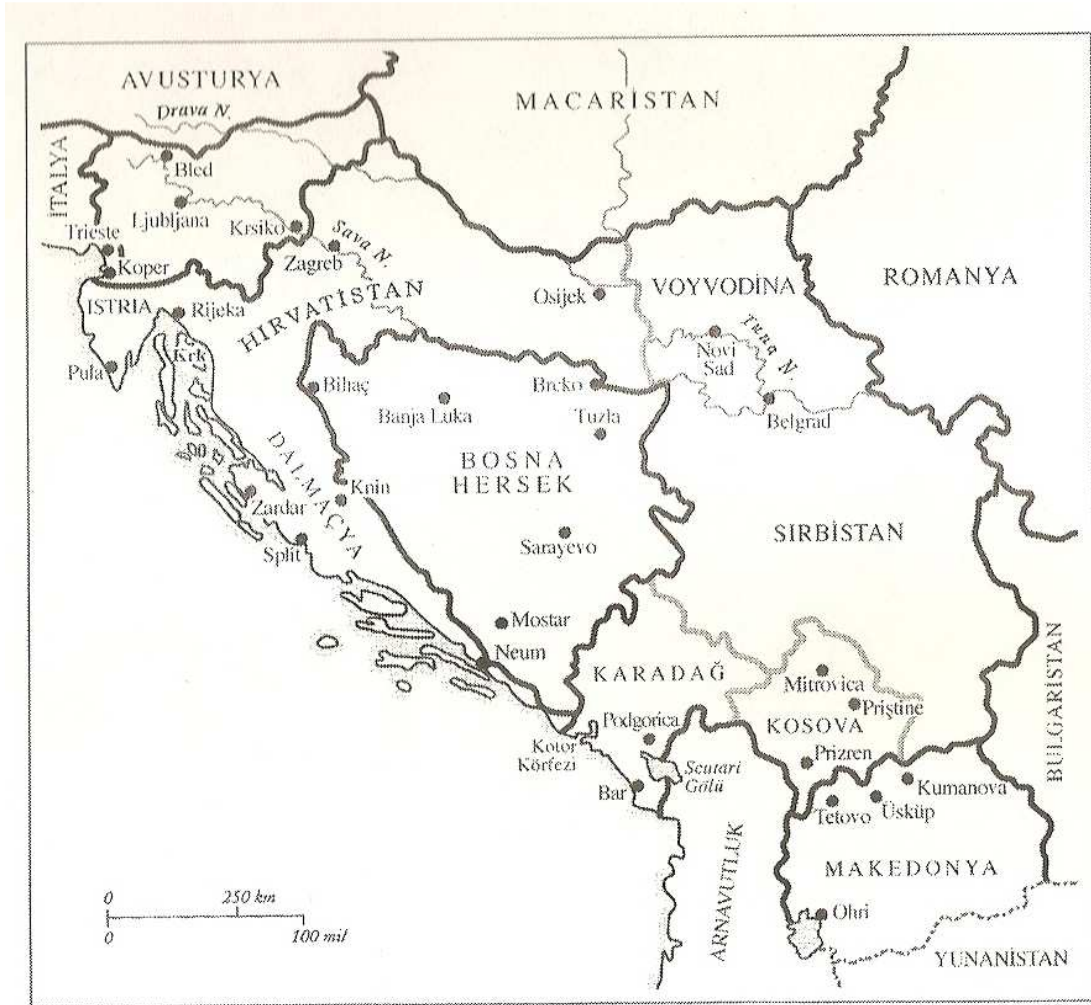 AVUSTURYA
Drava N.
MACARİSTAN
İTALYA
Bled
Ljubljana
Krsiko
Trieste
Koper
Sava N.
Zagreb
ISTRIA
Rijeka
HIRVATİSTAN
Osijek
VOYVODİNA
ROMANYA
Krk
Pula
Novi
Sad
Tuna N.
Bihaç
Banja Luka
Brcko
Tuzla
Belgrad
DALMAÇYA
BOSNA
HERSEK
Knin
Zardar
Split
Sarayevo
SIRBİSTAN
Mostar
Neum
KARADAĞ
Mitrovica
Priştine
KOSOVA
BULGARİSTAN
Podgorica
Kotor
Körfezi
Scutari
Gölü
Prizren
Bar
Kumanova
Tetovo
Üsküp
ARNAVUTLUK
MAKEDONYA
Ohri
YUNANİSTAN
0 250 km
0 100 mil